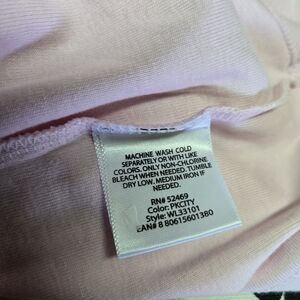 MACHINE WASH COLD
SEPARATELY OR WITH LIKE
COLORS. ONLY NON-CHLORINE
BLEACH WHEN NEEDED. TUMBLE
DRY LOW. MEDIUM IRON IF
NEEDED.
RN# 52469
Color: PKCITY
Style: WL33101
EAN# 8 80615601380